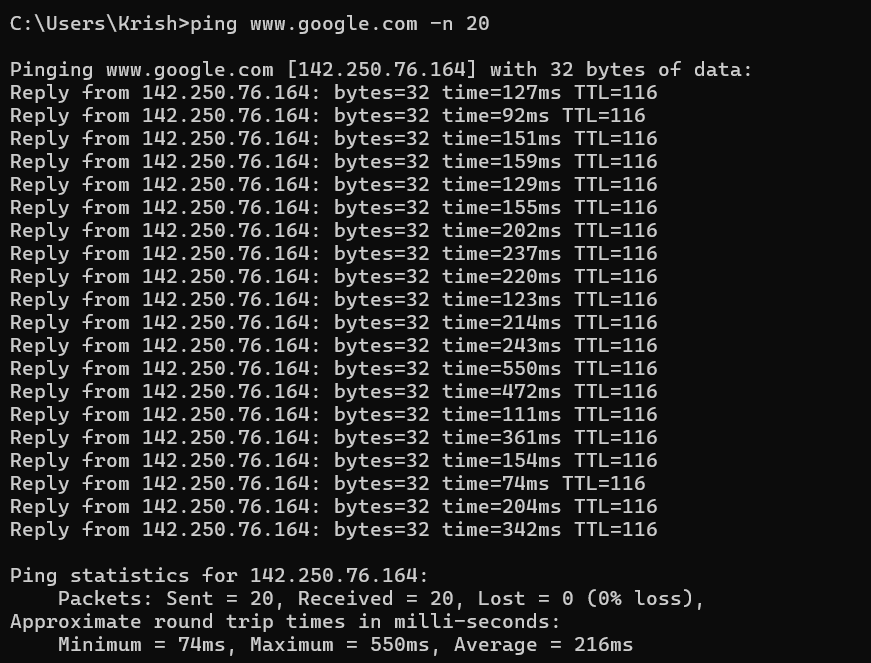 C:\Users\Krish>ping www.google.com -n 20
Pinging www.google.com [142.250.76.164] with 32 bytes of data:
Reply from 142.250.76.164: bytes=32 time=127ms TTL=116
Reply from 142.250.76.164: bytes=32 time=92ms TTL=116
Reply from 142.250.76.164: bytes=32 time=151ms TTL=116
Reply from 142.250.76.164: bytes=32 time=159ms TTL=116
Reply from 142.250.76.164: bytes=32 time=129ms TTL=116
Reply from 142.250.76.164: bytes=32 time=155ms TTL=116
Reply from 142.250.76.164: bytes=32 time=202ms TTL=116
Reply from 142.250.76.164: bytes=32 time=237ms TTL=116
Reply from 142.250.76.164: bytes=32 time=220ms TTL=116
Reply from 142.250.76.164: bytes=32 time=123ms TTL=116
Reply from 142.250.76.164: bytes=32 time=214ms TTL=116
Reply from 142.250.76.164: bytes=32 time=243ms TTL=116
Reply from 142.250.76.164: bytes=32 time=550ms TTL=116
Reply from 142.250.76.164: bytes=32 time=472ms TTL=116
Reply from 142.250.76.164: bytes=32 time=111ms TTL=116
Reply from 142.250.76.164: bytes=32 time=361ms TTL=116
Reply from 142.250.76.164: bytes=32 time=154ms TTL=116
Reply from 142.250.76.164: bytes=32 time=74ms TTL=116
Reply from 142.250.76.164: bytes=32 time=204ms TTL=116
Reply from 142.250.76.164: bytes=32 time=342ms TTL=116
Ping statistics for 142.250.76.164:
    Packets: Sent = 20, Received = 20, Lost = 0 (0% loss),
Approximate round trip times in milli-seconds:
    Minimum = 74ms, Maximum = 550ms, Average = 216ms